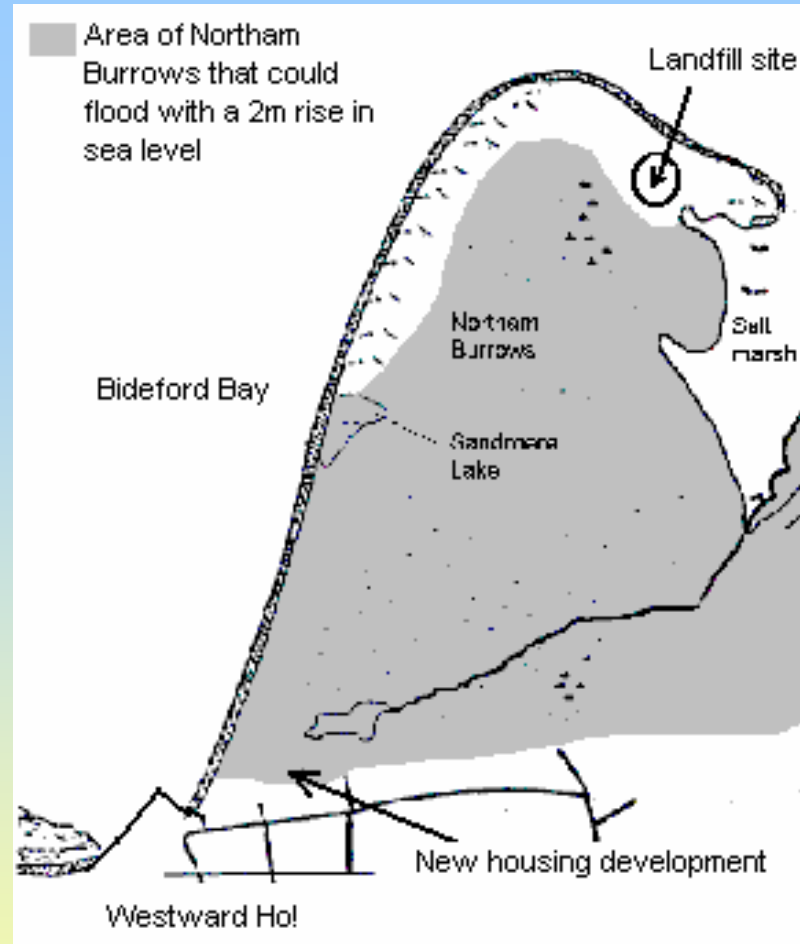 Area of Northam
Burrows that could
flood with a 2m rise in
sea level
Landfill site
Northam
Burrows
Salt
marsh
Bideford Bay
Sandmere
Lake
New housing development
Westward Ho!